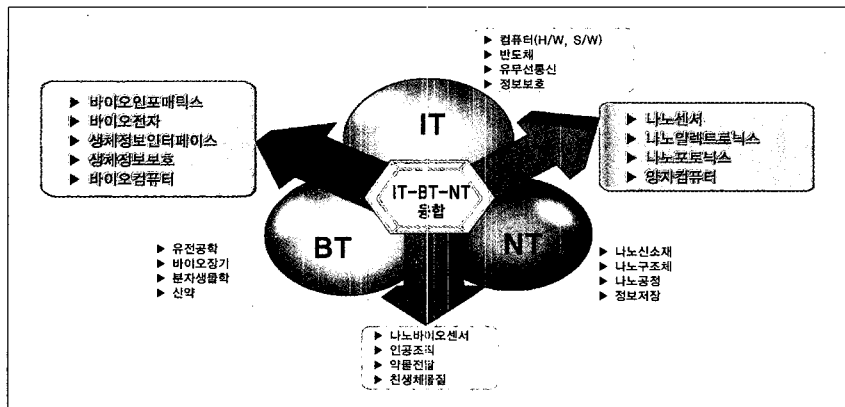 ▶ 컴퓨터(H/W, S/W)
▶ 반도체
▶ 유무선통신
▶ 정보보호
▶ 바이오인포매틱스
▶ 바이오전자
▶ 생체정보인터페이스
▶ 생체정보보호
▶ 바이오컴퓨터
IT
▶ 나노센서
▶ 나노일렉트로닉스
▶ 나노포로닉스
▶ 양자컴퓨터
IT-BT-NT
융합
BT
NT
▶ 유전공학
▶ 바이오장기
▶ 분자생물학
▶ 신약
▶ 나노신소재
▶ 나노구조체
▶ 나노공정
▶ 정보저장
▶ 나노바이오센서
▶ 인공조직
▶ 약물전달
▶ 친생체물질